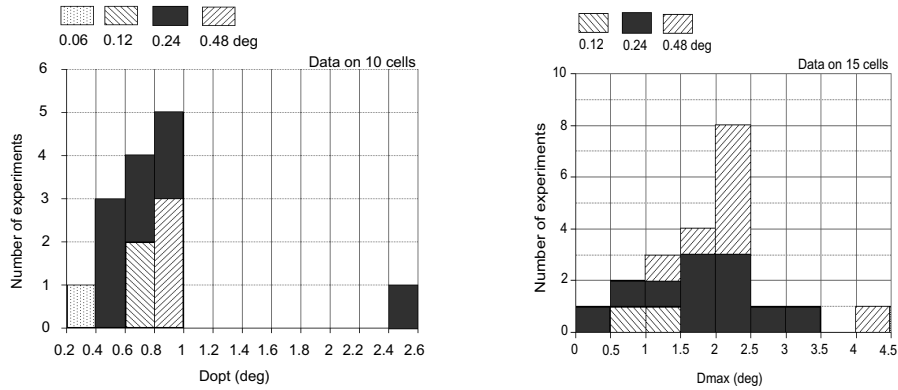 0.06 0.12 0.24 0.48 deg
Data on 10 cells
Number of experiments
6
5
4
3
2
1
0
0.2 0.4 0.6 0.8 1 1.2 1.4 1.6 1.8 2 2.2 2.4 2.6
Dopt (deg)
0.12 0.24 0.48 deg
Data on 15 cells
Number of experiments
10
8
6
4
2
0
0 0.5 1 1.5 2 2.5 3 3.5 4 4.5
Dmax (deg)